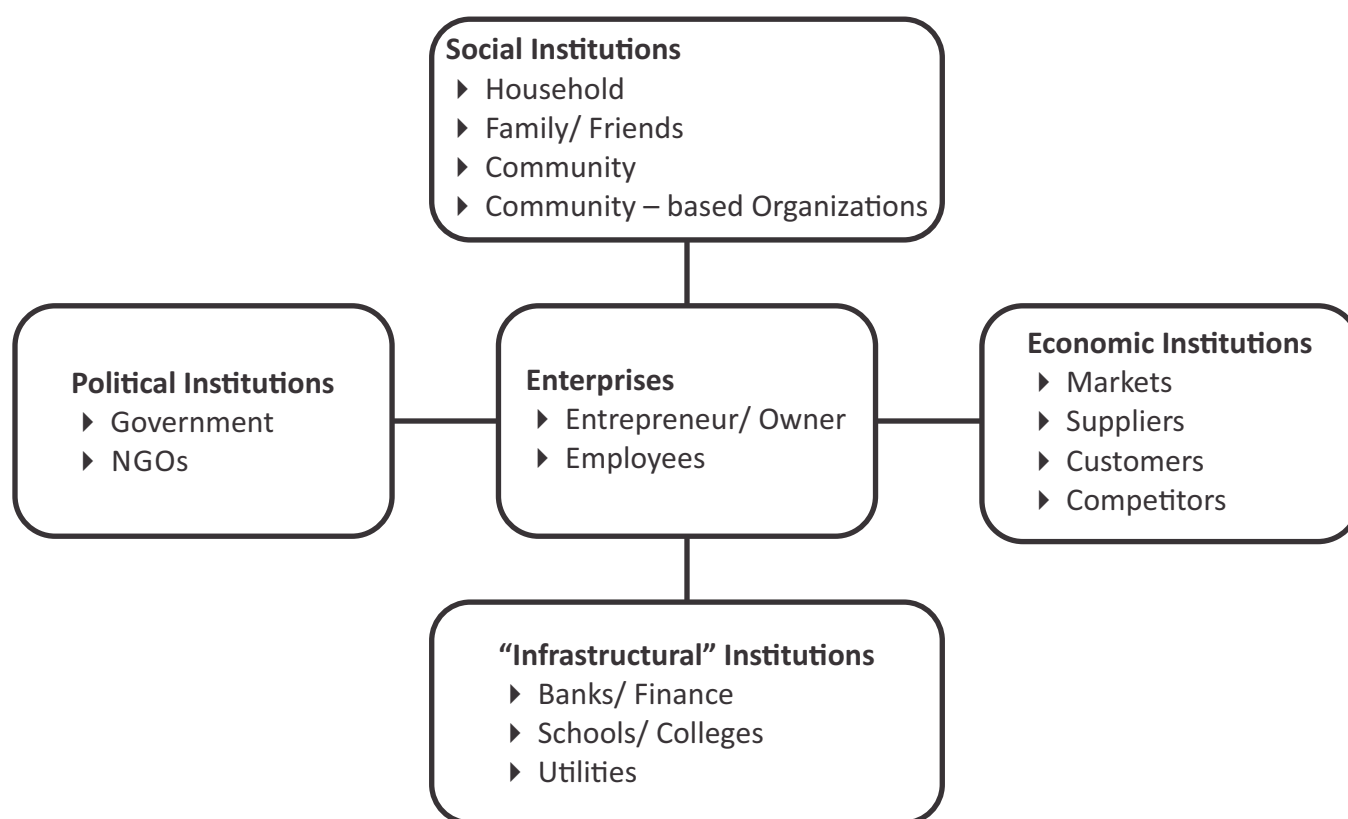 Social Institutions
Household
Family/ Friends
Community
Community – based Organizations
Political Institutions
Government
NGOs
Enterprises
Entrepreneur/ Owner
Employees
Economic Institutions
Markets
Suppliers
Customers
Competitors
“Infrastructural” Institutions
Banks/ Finance
Schools/ Colleges
Utilities